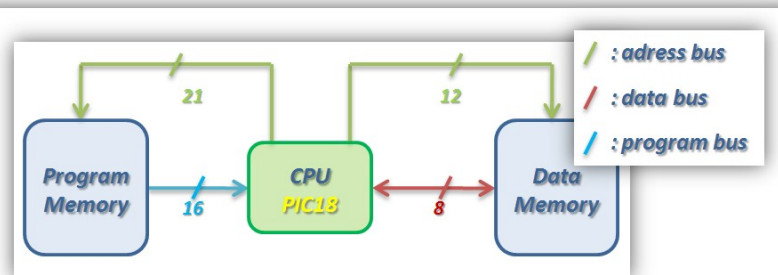 : adress bus
: data bus
: program bus
21
12
Program
Memory
16
CPU
PIC18
8
Data
Memory